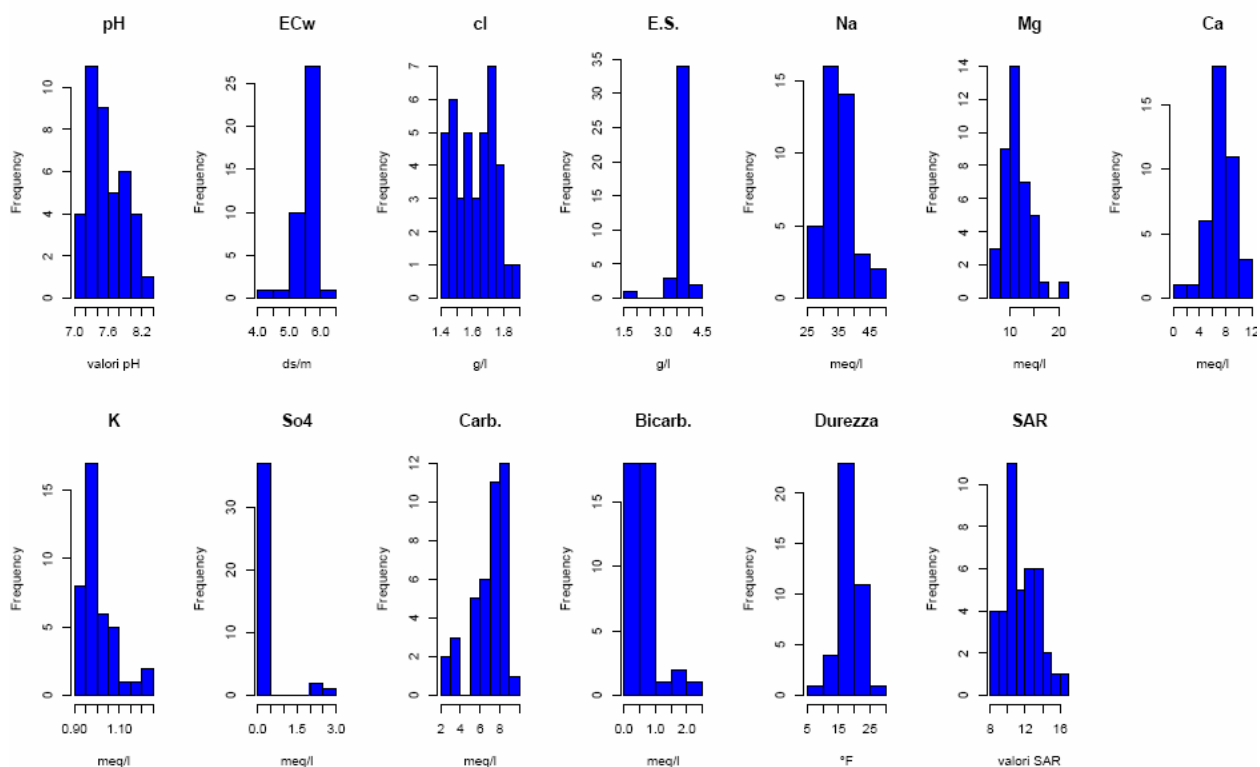 pH
ECw
cl
E.S.
Na
Mg
Ca
Frequency
0 2 4 6 8 10
7.0 7.6 8.2
valori pH
Frequency
0 5 10 15 20 25
4.0 5.0 6.0
ds/m
Frequency
0 1 2 3 4 5 6 7
1.4 1.6 1.8
g/l
Frequency
0 5 10 15 20 25 30 35
1.5 3.0 4.5
g/l
Frequency
0 5 10 15
25 35 45
meq/l
Frequency
0 2 4 6 8 10 12 14
10 20
meq/l
Frequency
0 5 10 15
0 4 8 12
meq/l
K
So4
Carb.
Bicarb.
Durezza
SAR
Frequency
0 5 10 15
0.90 1.10
meq/l
Frequency
0 10 20 30
0.0 1.5 3.0
meq/l
Frequency
0 2 4 6 8 10 12
2 4 6 8
meq/l
Frequency
0 5 10 15
0.0 1.0 2.0
meq/l
Frequency
0 5 10 15 20
5 15 25
°F
Frequency
0 2 4 6 8 10
8 12 16
valori SAR